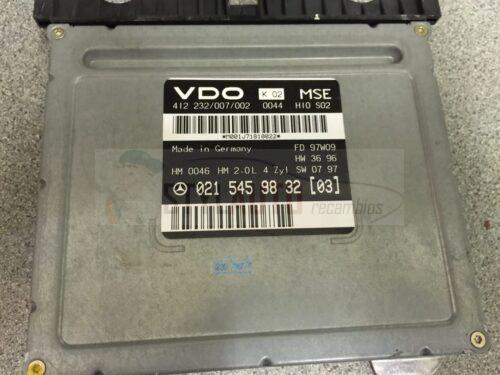 VDO K 02 MSE
412 232/007/002 0044 H10 S02
*M001J71810022*
Made in Germany FD 97W09
HW 36 96
HM 0046 HM 2.0L 4 Zyl SW 07 97
021 545 98 32 [03]
recambios